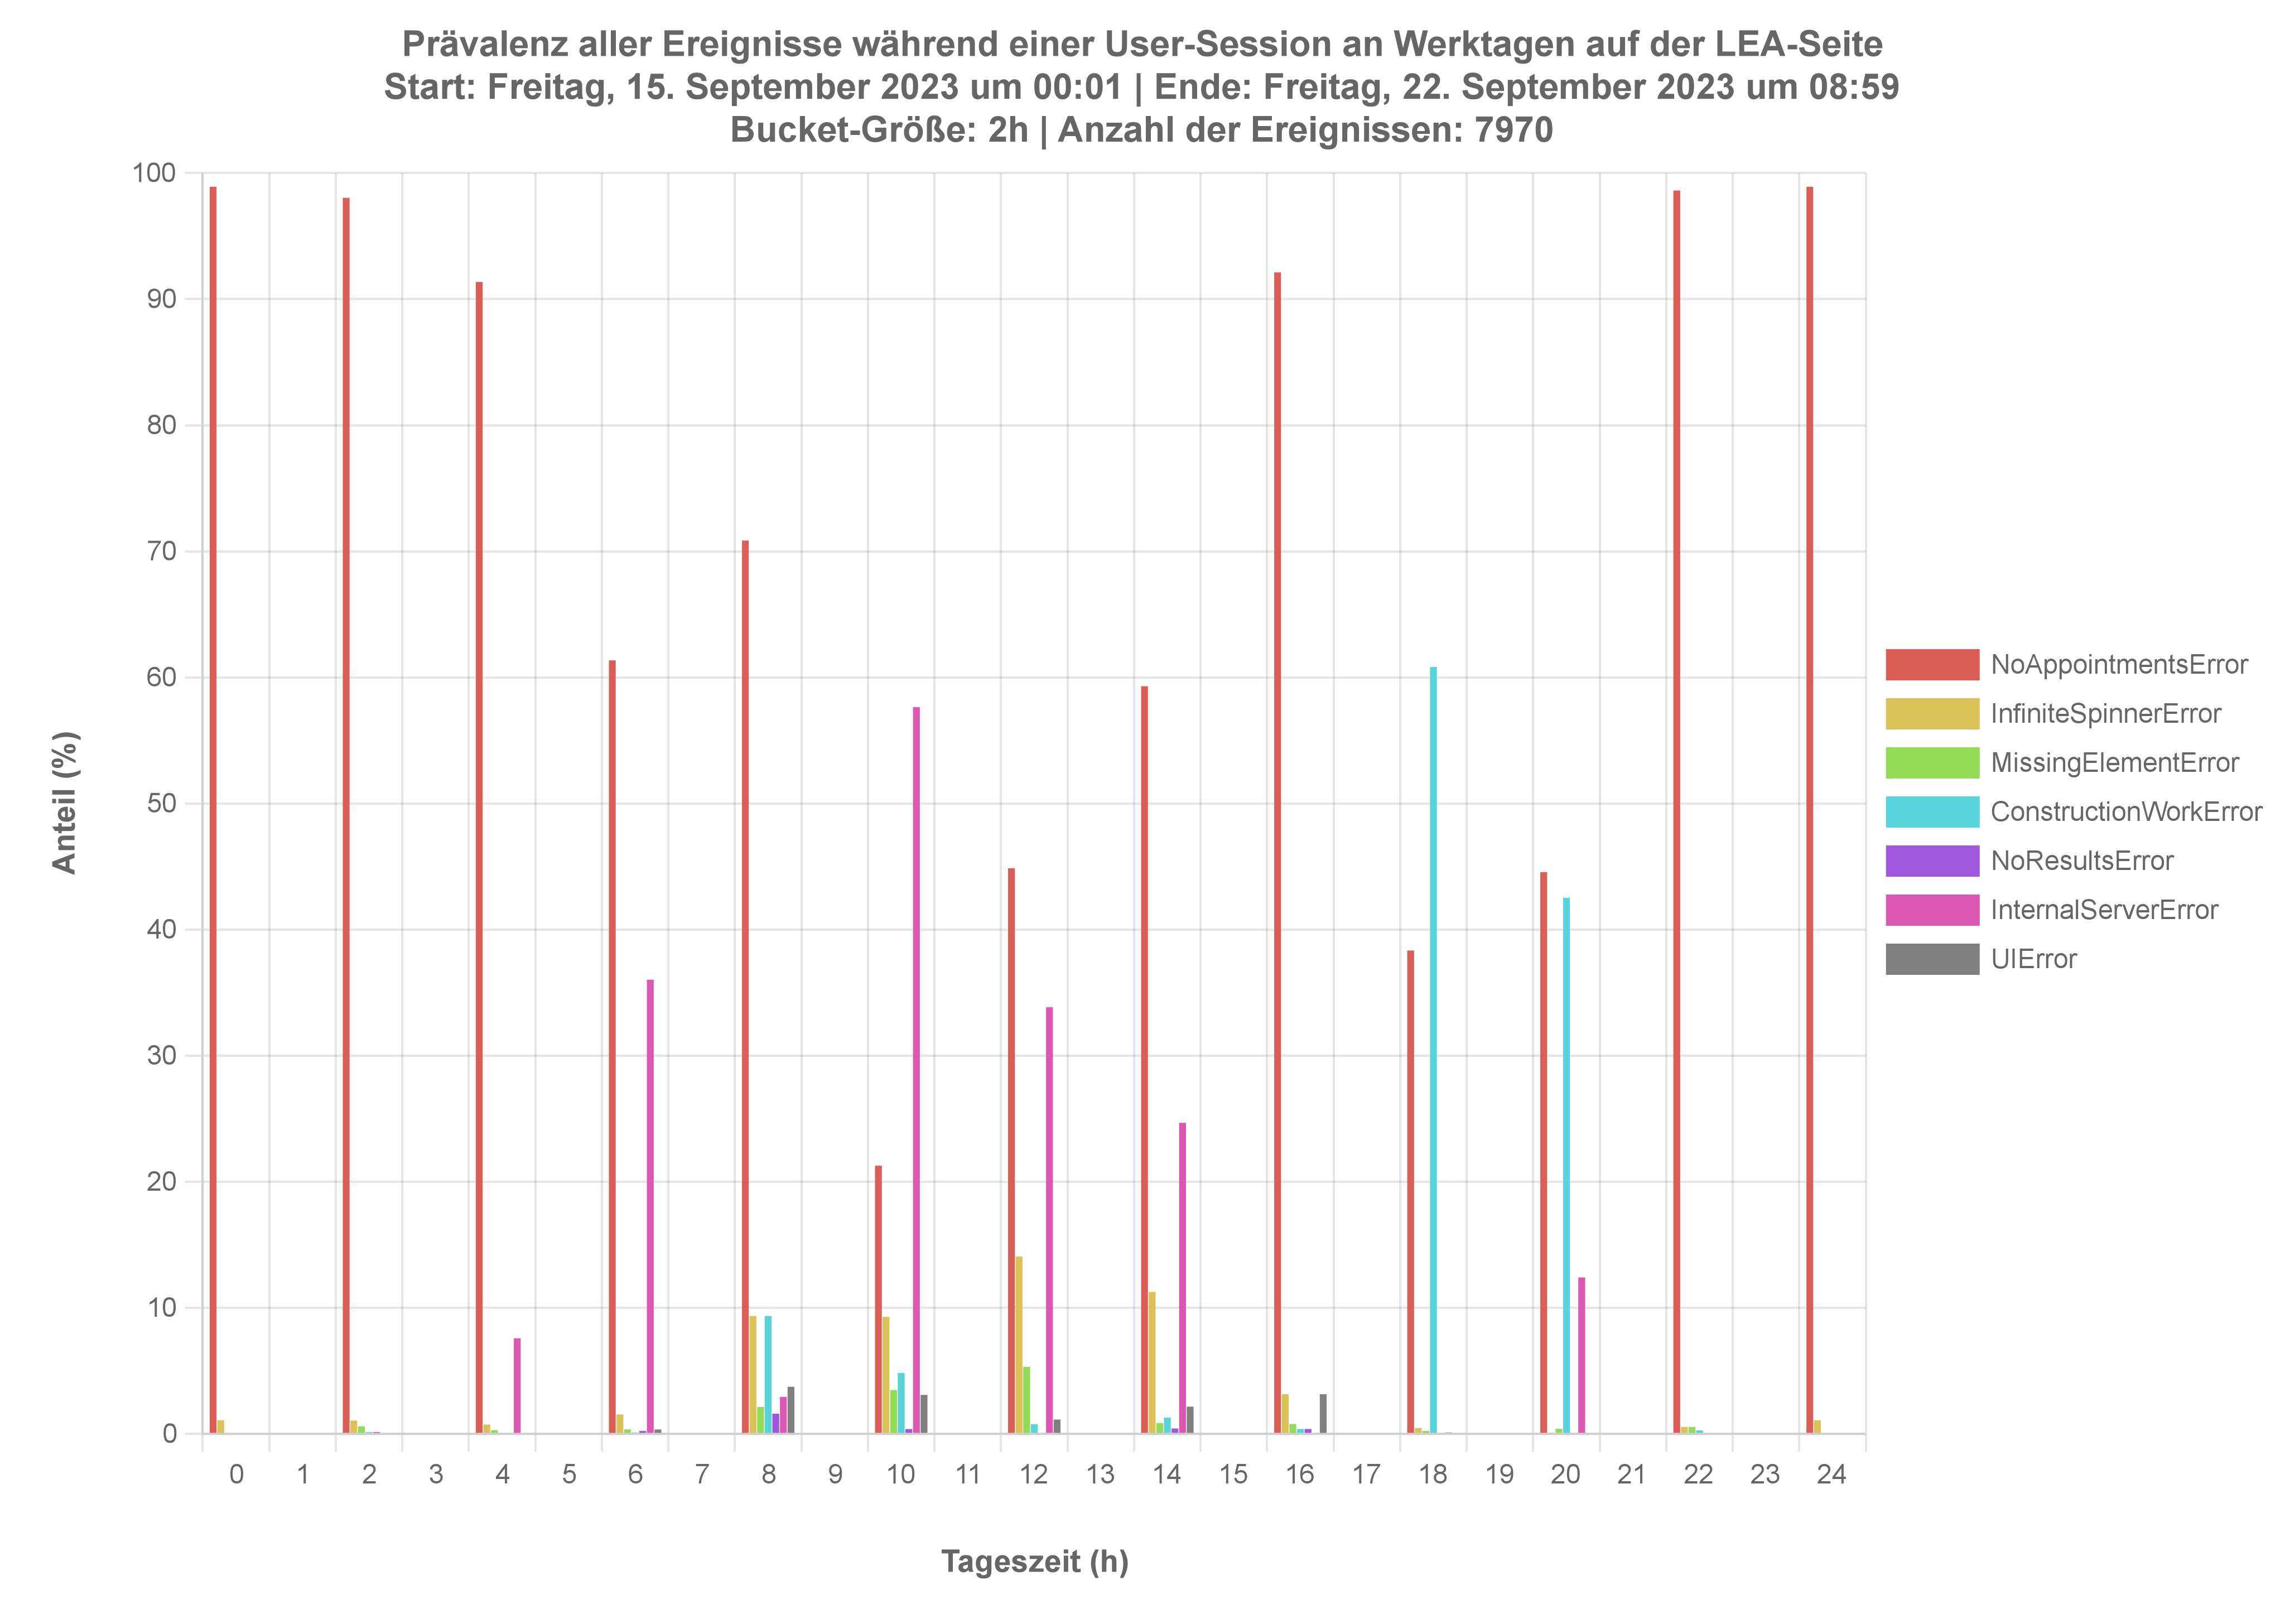 Prävalenz aller Ereignisse während einer User-Session an Werktagen auf der LEA-Seite
Start: Freitag, 15. September 2023 um 00:01 | Ende: Freitag, 22. September 2023 um 08:59
Bucket-Größe: 2h | Anzahl der Ereignissen: 7970
100
90
80
70
60
50
40
30
20
10
0
Anteil (%)
0 1 2 3 4 5 6 7 8 9 10 11 12 13 14 15 16 17 18 19 20 21 22 23 24
Tageszeit (h)
NoAppointmentsError
InfiniteSpinnerError
MissingElementError
ConstructionWorkError
NoResultsError
InternalServerError
UIError